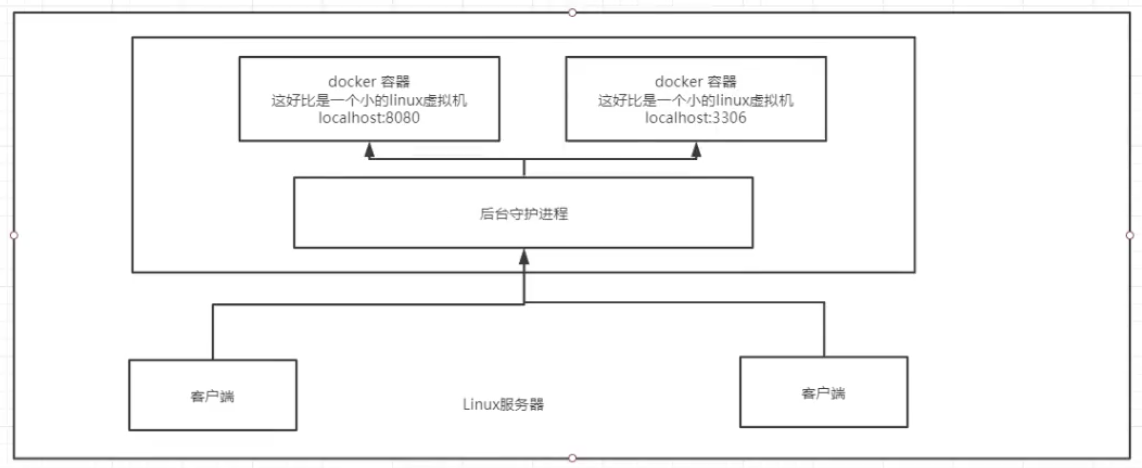 docker 容器
这好比是一个小的linux虚拟机
localhost:8080
docker 容器
这好比是一个小的linux虚拟机
localhost:3306
后台守护进程
客户端
Linux服务器
客户端